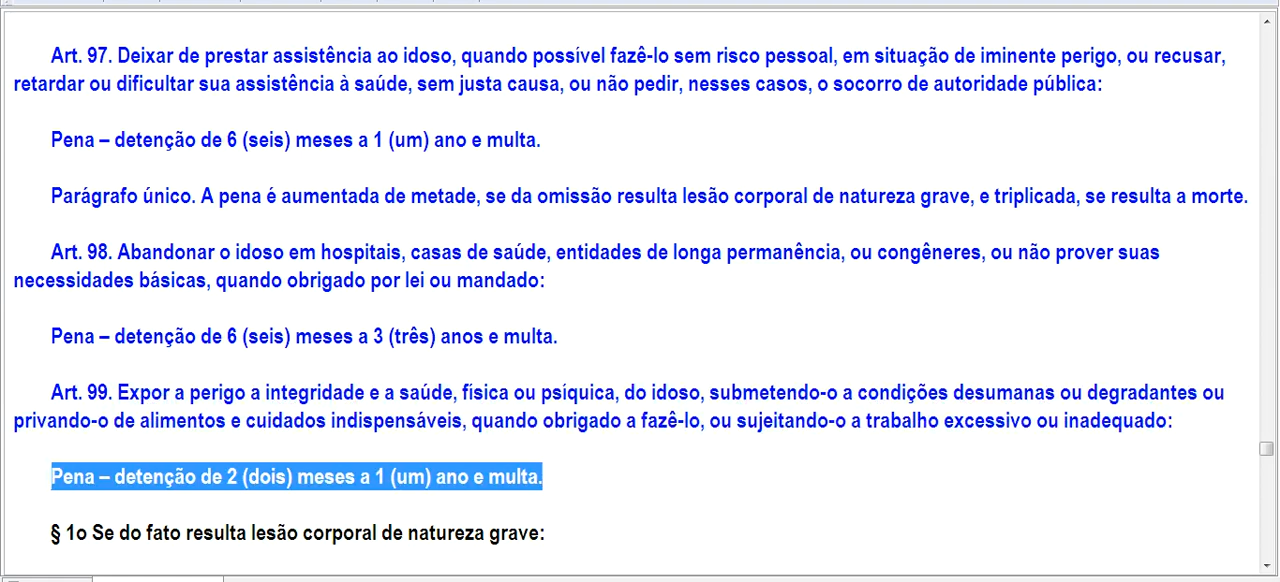 Art. 97. Deixar de prestar assistência ao idoso, quando possível fazê-lo sem risco pessoal, em situação de iminente perigo, ou recusar,
retardar ou dificultar sua assistência à saúde, sem justa causa, ou não pedir, nesses casos, o socorro de autoridade pública:
Pena – detenção de 6 (seis) meses a 1 (um) ano e multa.
Parágrafo único. A pena é aumentada de metade, se da omissão resulta lesão corporal de natureza grave, e triplicada, se resulta a morte.
Art. 98. Abandonar o idoso em hospitais, casas de saúde, entidades de longa permanência, ou congêneres, ou não prover suas
necessidades básicas, quando obrigado por lei ou mandado:
Pena – detenção de 6 (seis) meses a 3 (três) anos e multa.
Art. 99. Expor a perigo a integridade e a saúde, física ou psíquica, do idoso, submetendo-o a condições desumanas ou degradantes ou
privando-o de alimentos e cuidados indispensáveis, quando obrigado a fazê-lo, ou sujeitando-o a trabalho excessivo ou inadequado:
Pena – detenção de 2 (dois) meses a 1 (um) ano e multa.
§ 1o Se do fato resulta lesão corporal de natureza grave: